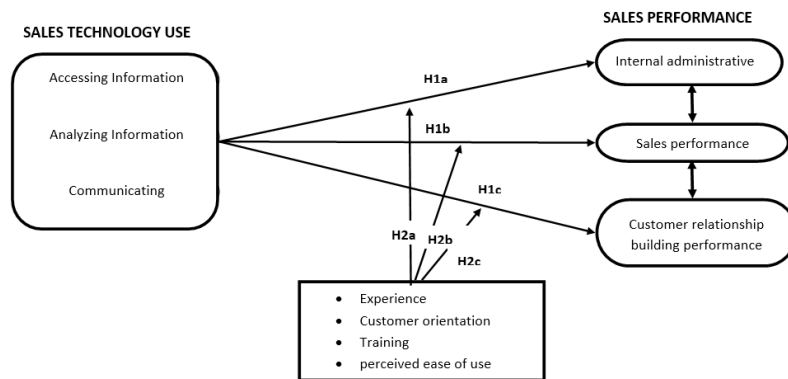 SALES PERFORMANCE
SALES TECHNOLOGY USE
Internal administrative
Accessing Information
H1a
H1b
Analyzing Information
Sales performance
H1c
Communicating
Customer relationship
building performance
H2a
H2b
H2c
• Experience
• Customer orientation
• Training
• perceived ease of use